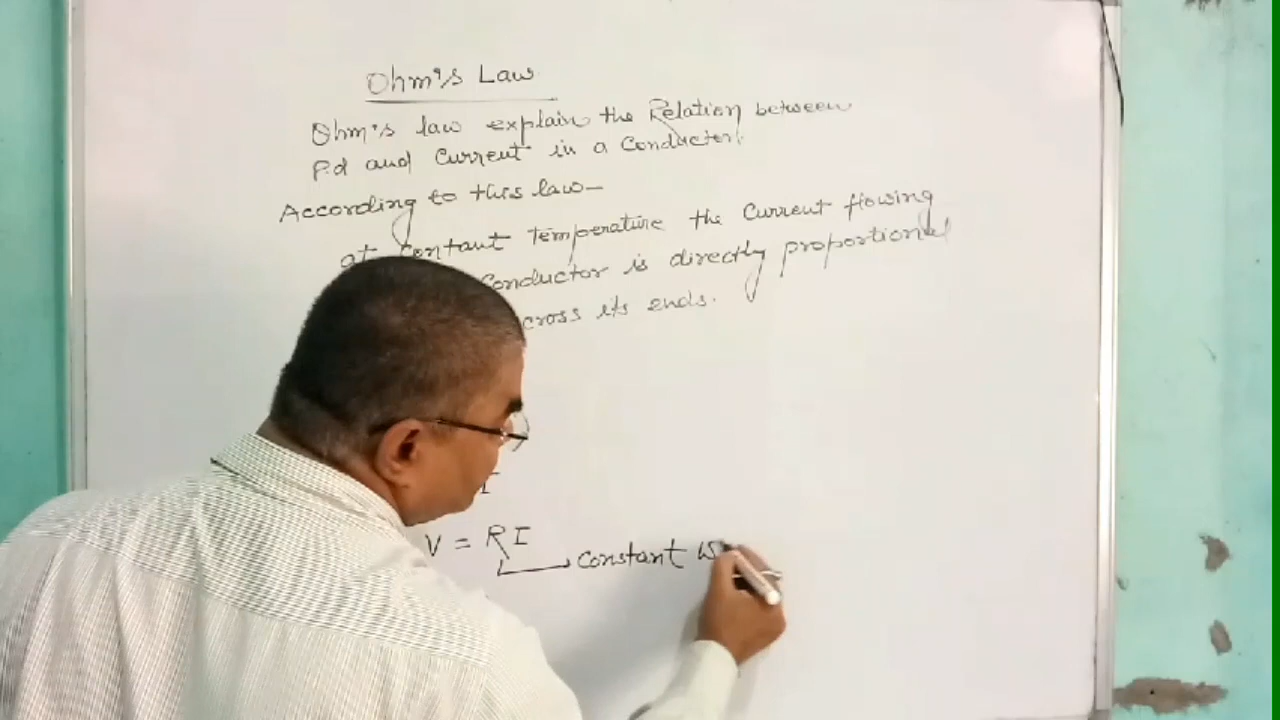 Ohm's Law
Ohm's law explain the Relation between
P.d and Current in a Conductor.
According to this law-
at contant Temperature the Current flowing
Conductor is directly proportional
cross its ends.
I
V = RI
constant